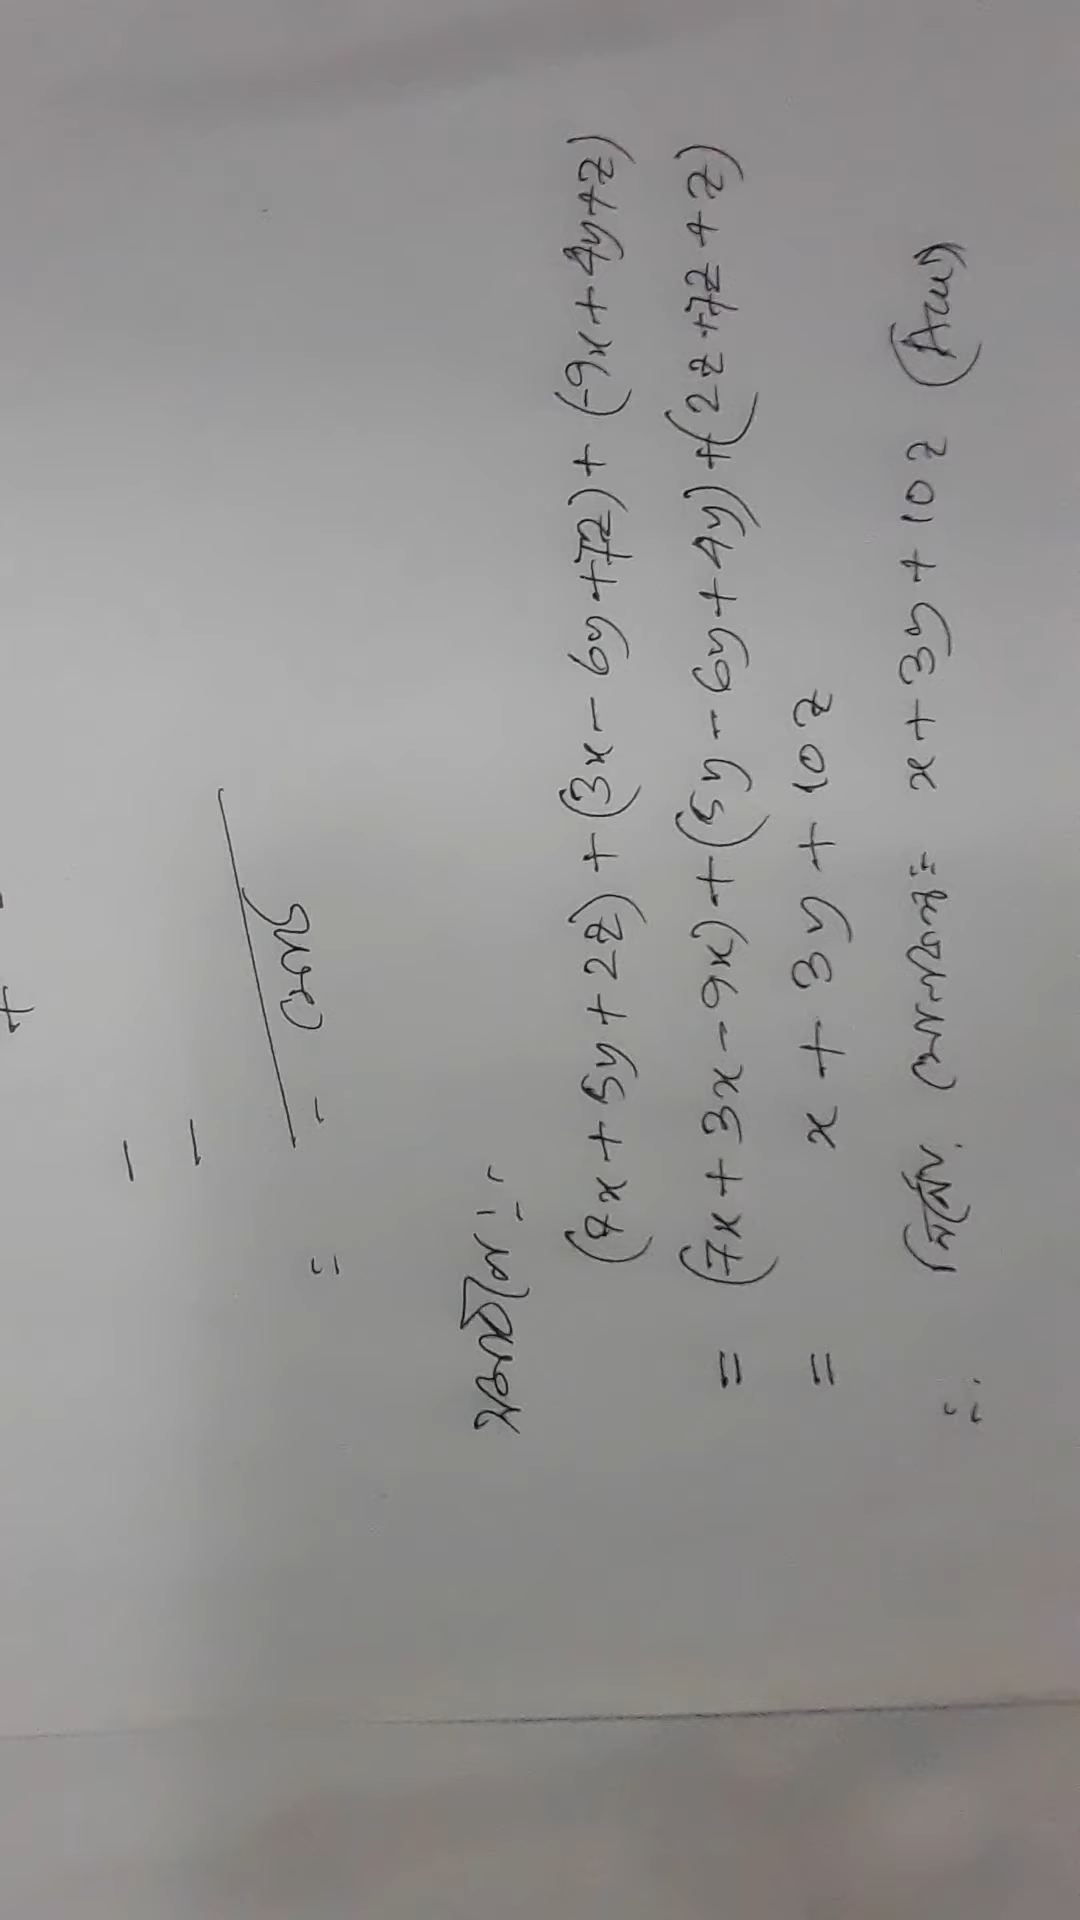 সমাধান :-
(7x + 5y + 2z) + (3x - 6y + 7z) + (-9x + 4y + z)
= (7x + 3x - 9x) + (5y - 6y + 4y) + (2z + 7z + z)
= x + 3y + 10z
∴ নির্ণেয় যোগফল = x + 3y + 10z (Ans)